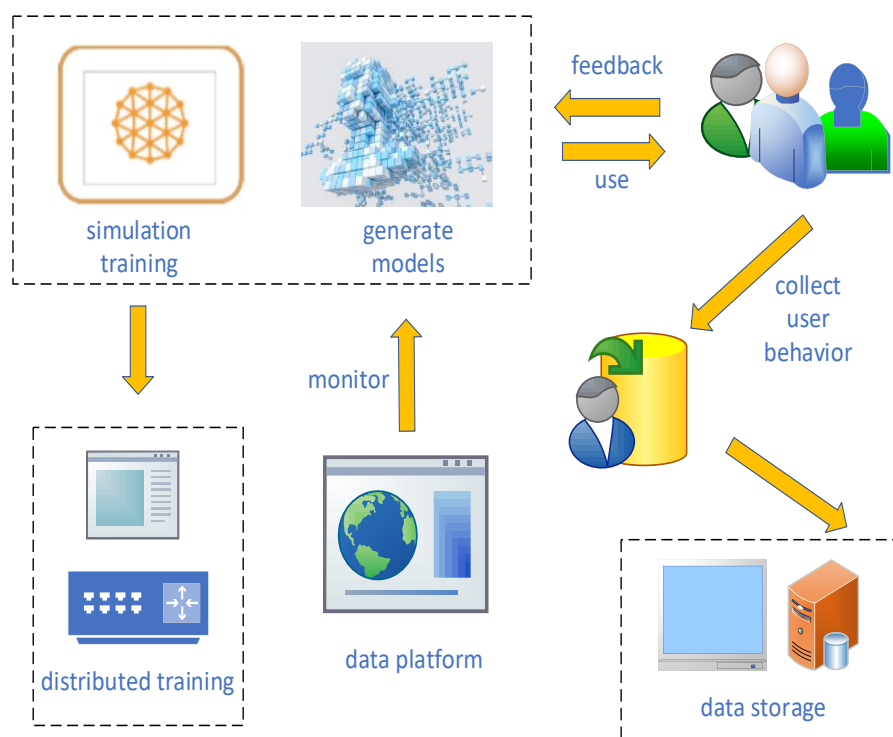 feedback
use
simulation
training
generate
models
collect
user
behavior
monitor
distributed training
data platform
data storage